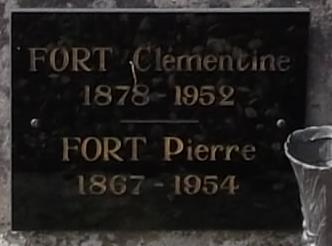 FORT Clémentine
1878 - 1952
FORT Pierre
1867 - 1954